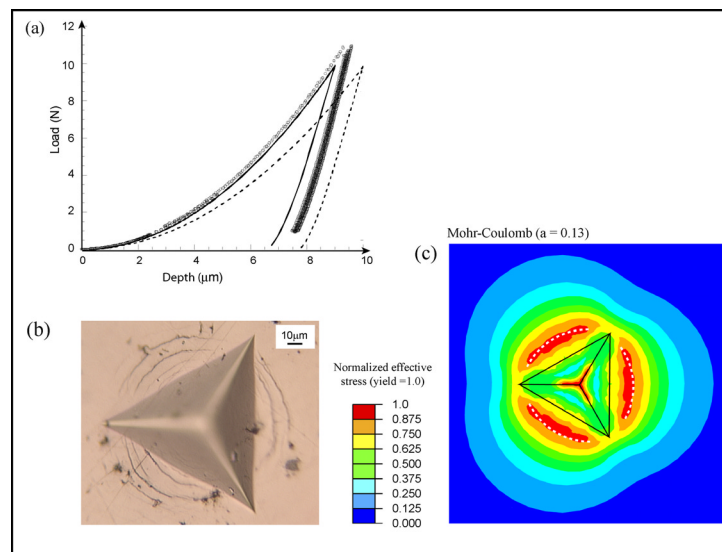 (a)
12
10
8
6
4
2
0
Load (N)
0
2
4
6
8
10
Depth (μm)
(b)
10μm
Normalized effective
stress (yield =1.0)
1.0
0.875
0.750
0.625
0.500
0.375
0.250
0.125
0.000
Mohr-Coulomb (a = 0.13)
(c)